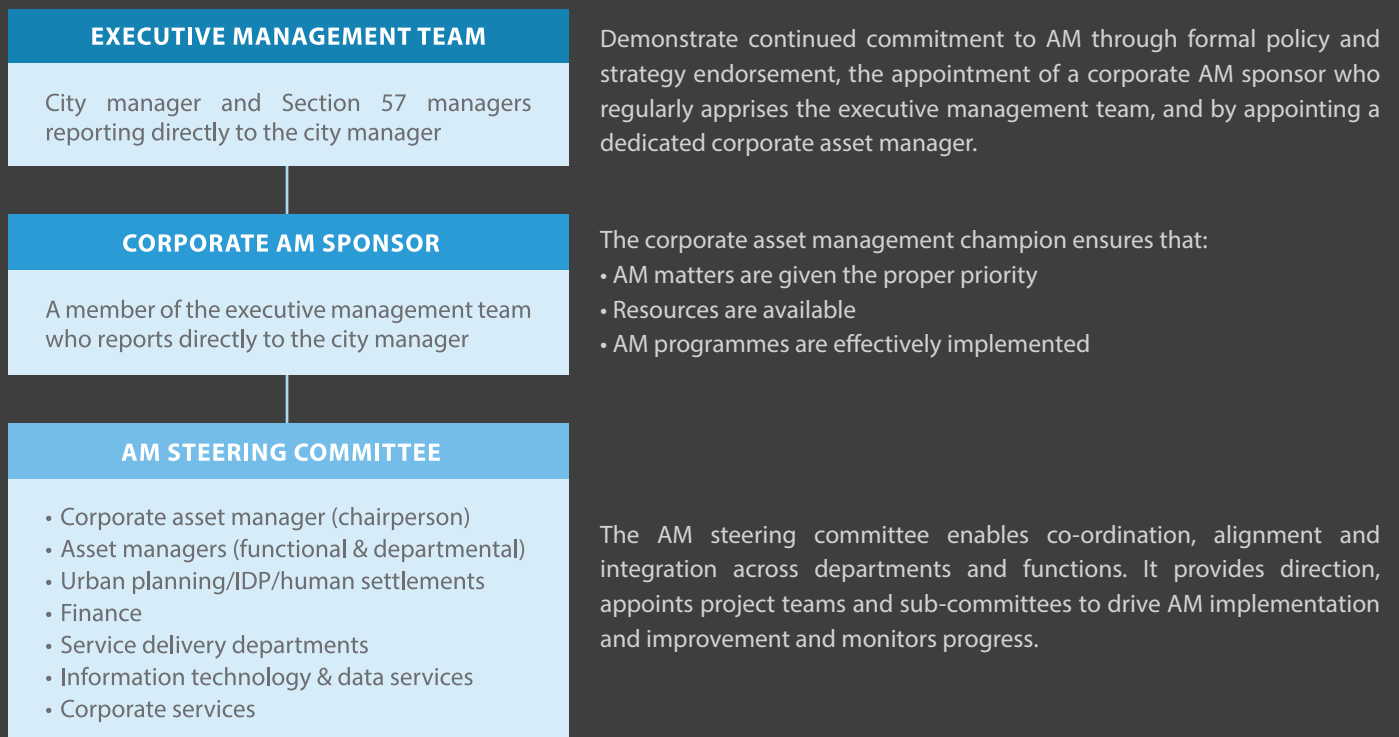 EXECUTIVE MANAGEMENT TEAM
City manager and Section 57 managers
reporting directly to the city manager
Demonstrate continued commitment to AM through formal policy and
strategy endorsement, the appointment of a corporate AM sponsor who
regularly apprises the executive management team, and by appointing a
dedicated corporate asset manager.
CORPORATE AM SPONSOR
A member of the executive management team
who reports directly to the city manager
The corporate asset management champion ensures that:
• AM matters are given the proper priority
• Resources are available
• AM programmes are effectively implemented
AM STEERING COMMITTEE
• Corporate asset manager (chairperson)
• Asset managers (functional & departmental)
• Urban planning/IDP/human settlements
• Finance
• Service delivery departments
• Information technology & data services
• Corporate services
The AM steering committee enables co-ordination, alignment and
integration across departments and functions. It provides direction,
appoints project teams and sub-committees to drive AM implementation
and improvement and monitors progress.